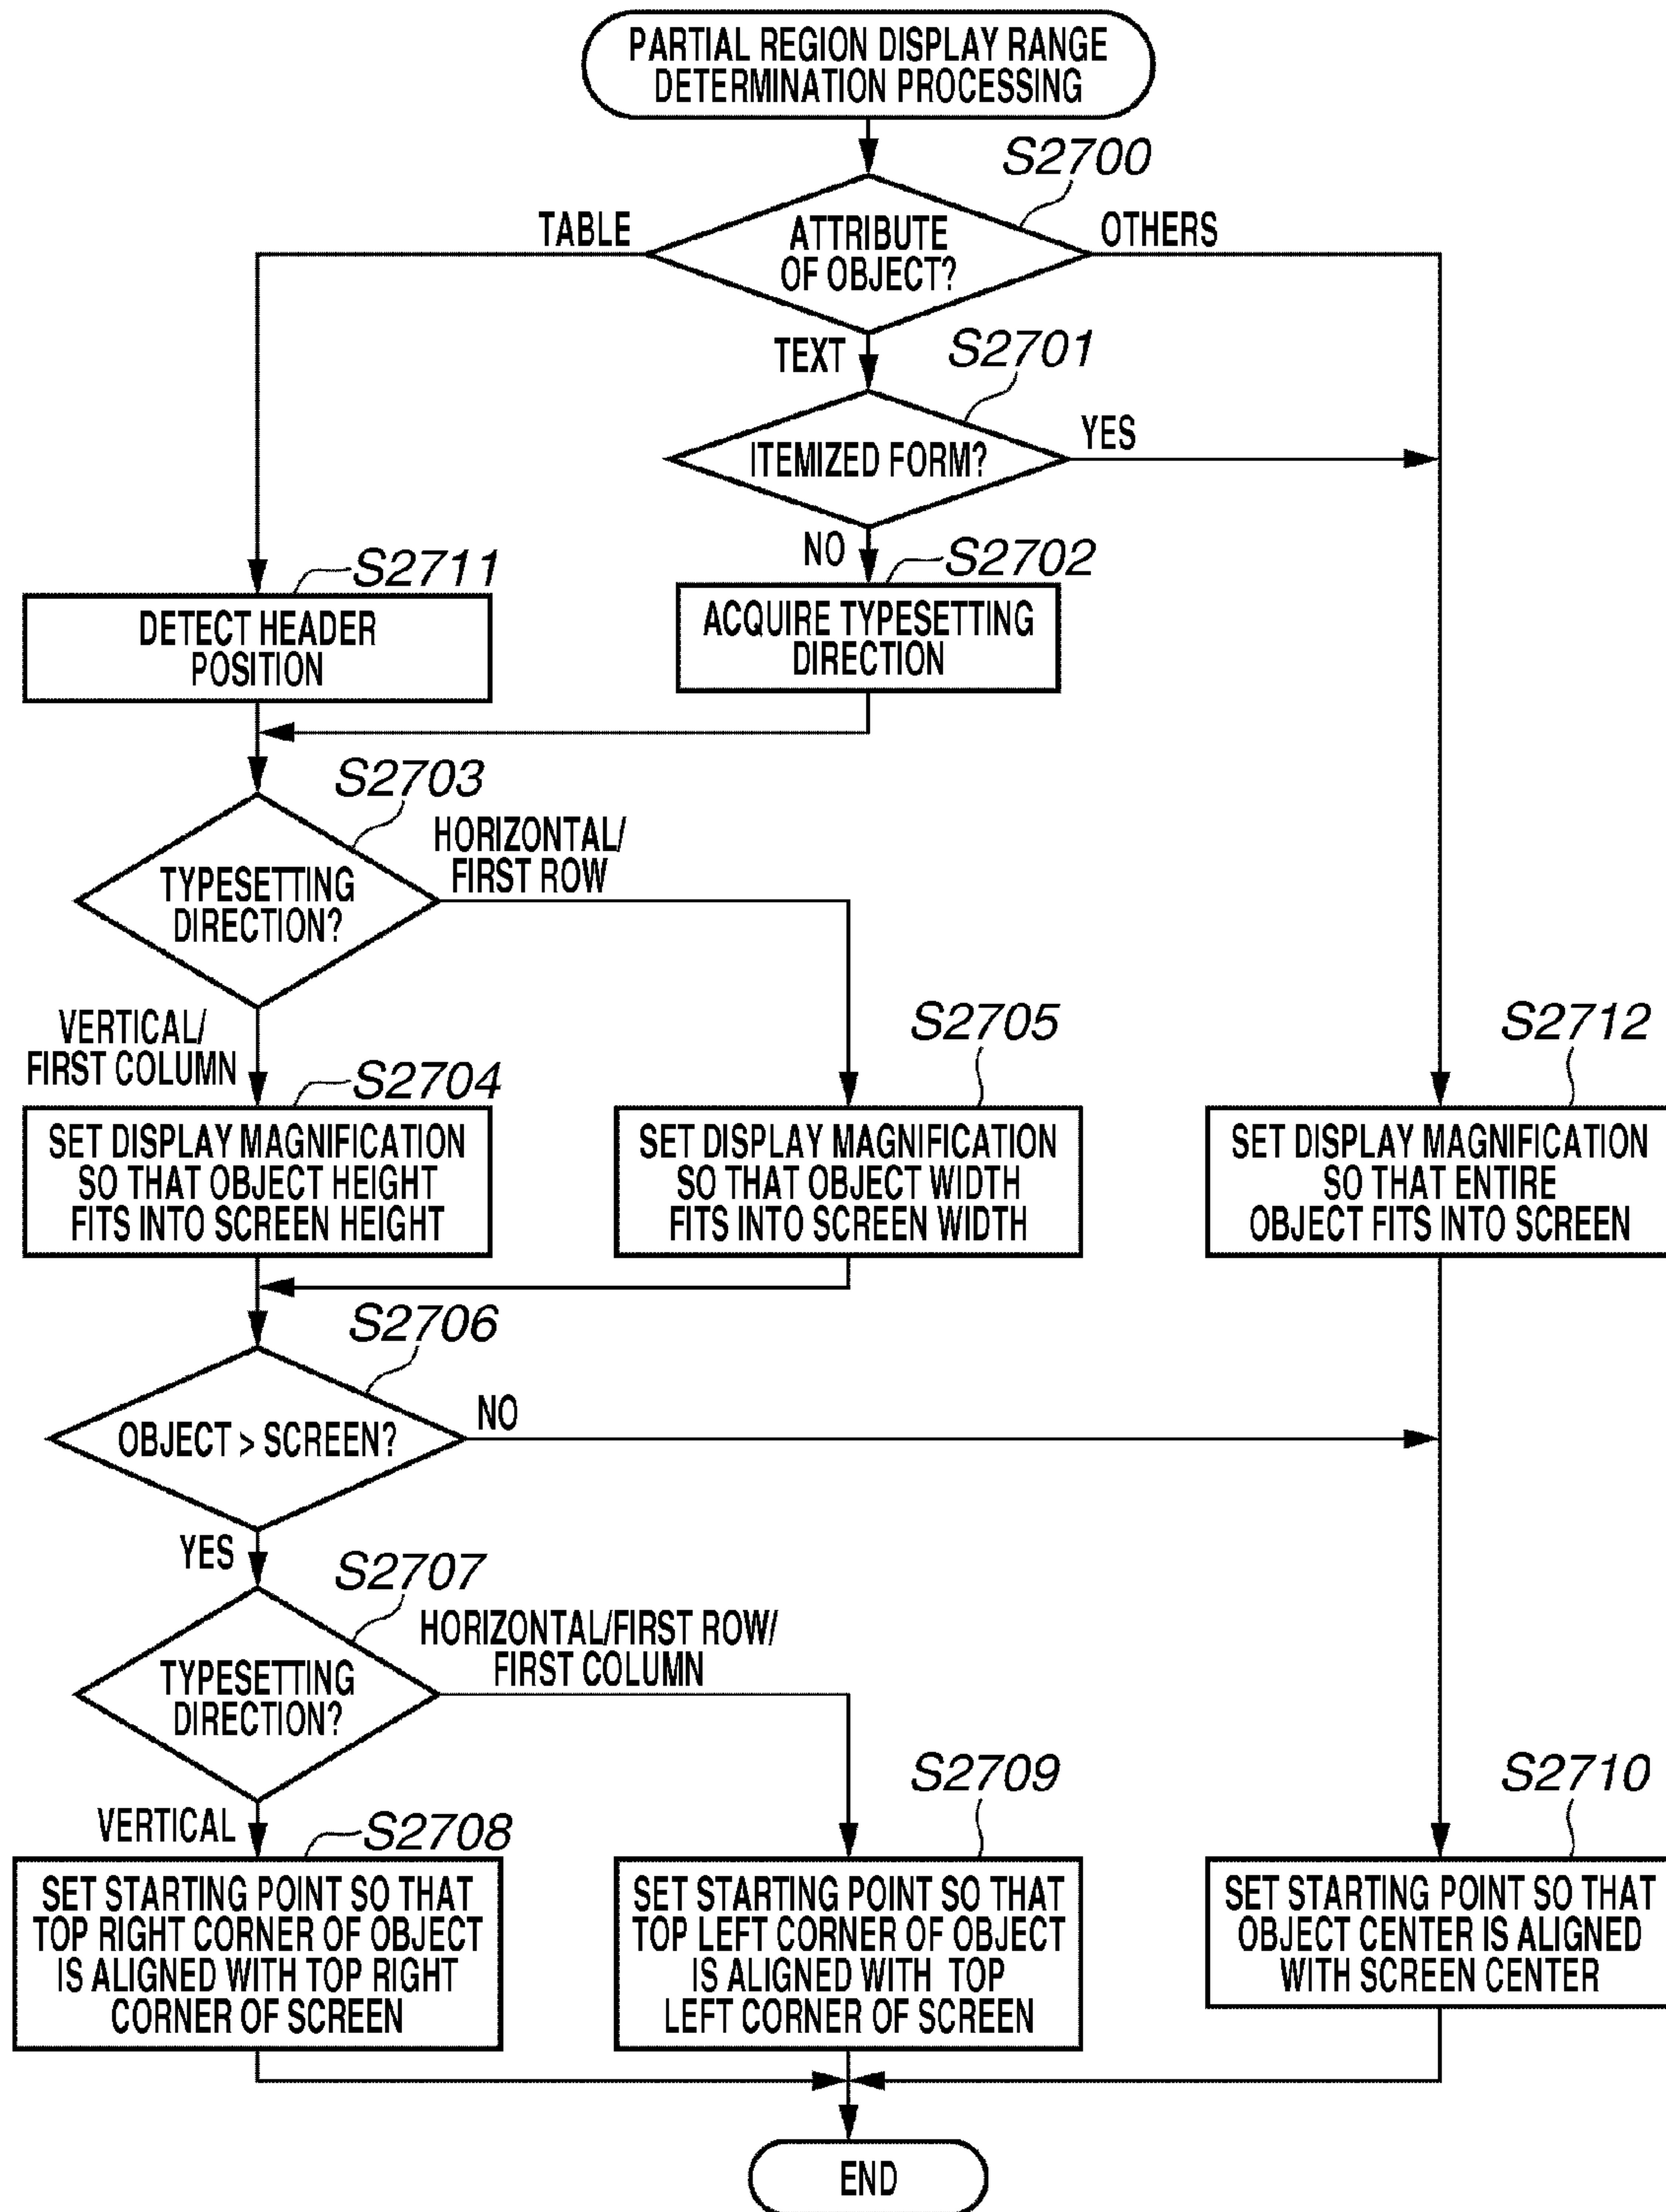 PARTIAL REGION DISPLAY RANGE
DETERMINATION PROCESSING
S2700
TABLE
ATTRIBUTE
OF OBJECT?
OTHERS
TEXT
S2701
ITEMIZED FORM?
YES
NO
S2711
DETECT HEADER
POSITION
S2702
ACQUIRE TYPESETTING
DIRECTION
S2703
TYPESETTING
DIRECTION?
HORIZONTAL/
FIRST ROW
VERTICAL/
FIRST COLUMN
S2704
SET DISPLAY MAGNIFICATION
SO THAT OBJECT HEIGHT
FITS INTO SCREEN HEIGHT
S2705
SET DISPLAY MAGNIFICATION
SO THAT OBJECT WIDTH
FITS INTO SCREEN WIDTH
S2712
SET DISPLAY MAGNIFICATION
SO THAT ENTIRE
OBJECT FITS INTO SCREEN
S2706
OBJECT > SCREEN?
NO
YES
S2707
TYPESETTING
DIRECTION?
HORIZONTAL/FIRST ROW/
FIRST COLUMN
VERTICAL
S2708
SET STARTING POINT SO THAT
TOP RIGHT CORNER OF OBJECT
IS ALIGNED WITH TOP RIGHT
CORNER OF SCREEN
S2709
SET STARTING POINT SO THAT
TOP LEFT CORNER OF OBJECT
IS ALIGNED WITH TOP
LEFT CORNER OF SCREEN
S2710
SET STARTING POINT SO THAT
OBJECT CENTER IS ALIGNED
WITH SCREEN CENTER
END